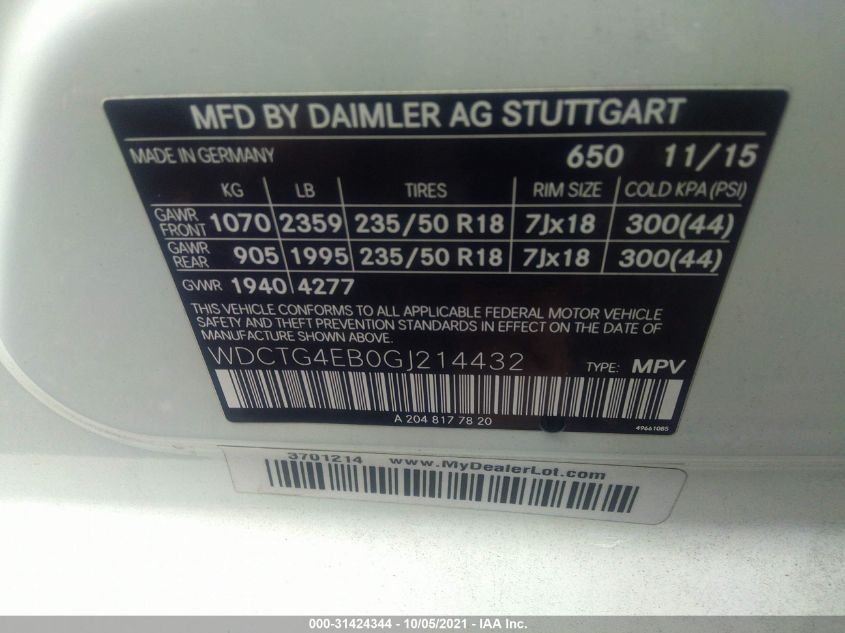 MFD BY DAIMLER AG STUTTGART
MADE IN GERMANY 650 11/15
KG LB TIRES RIM SIZE COLD KPA (PSI)
GAWR FRONT 1070 2359 235/50 R18 7Jx18 300(44)
GAWR REAR 905 1995 235/50 R18 7Jx18 300(44)
GVWR 1940 4277
THIS VEHICLE CONFORMS TO ALL APPLICABLE FEDERAL MOTOR VEHICLE
SAFETY AND THEFT PREVENTION STANDARDS IN EFFECT ON THE DATE OF
MANUFACTURE SHOWN ABOVE.
WDCTG4EB0GJ214432 TYPE: MPV
A 204 817 78 20 49661085
3701214 www.MyDealerLot.com
000-31424344 - 10/05/2021 - IAA Inc.